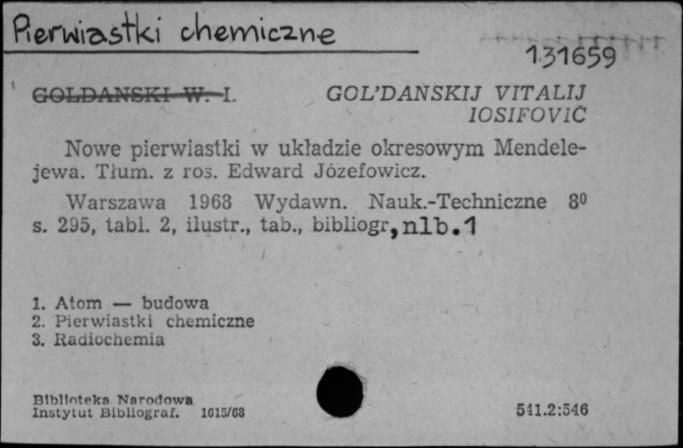 Pierwiastki chemiczne
131659
GOLDANSKI W. I.
GOL'DANSKIJ VITALIJ
IOSIFOVIČ
Nowe pierwiastki w układzie okresowym Mendele-
jewa. Tłum. z ros. Edward Józefowicz.
Warszawa 1968 Wydawn. Nauk.-Techniczne 8⁰
s. 295, tabl. 2, ilustr., tab., bibliogr, nlb.1
1. Atom — budowa
2. Pierwiastki chemiczne
3. Radiochemia
Biblioteka Narodowa
Instytut Bibliograf. 1615/68
541.2:546